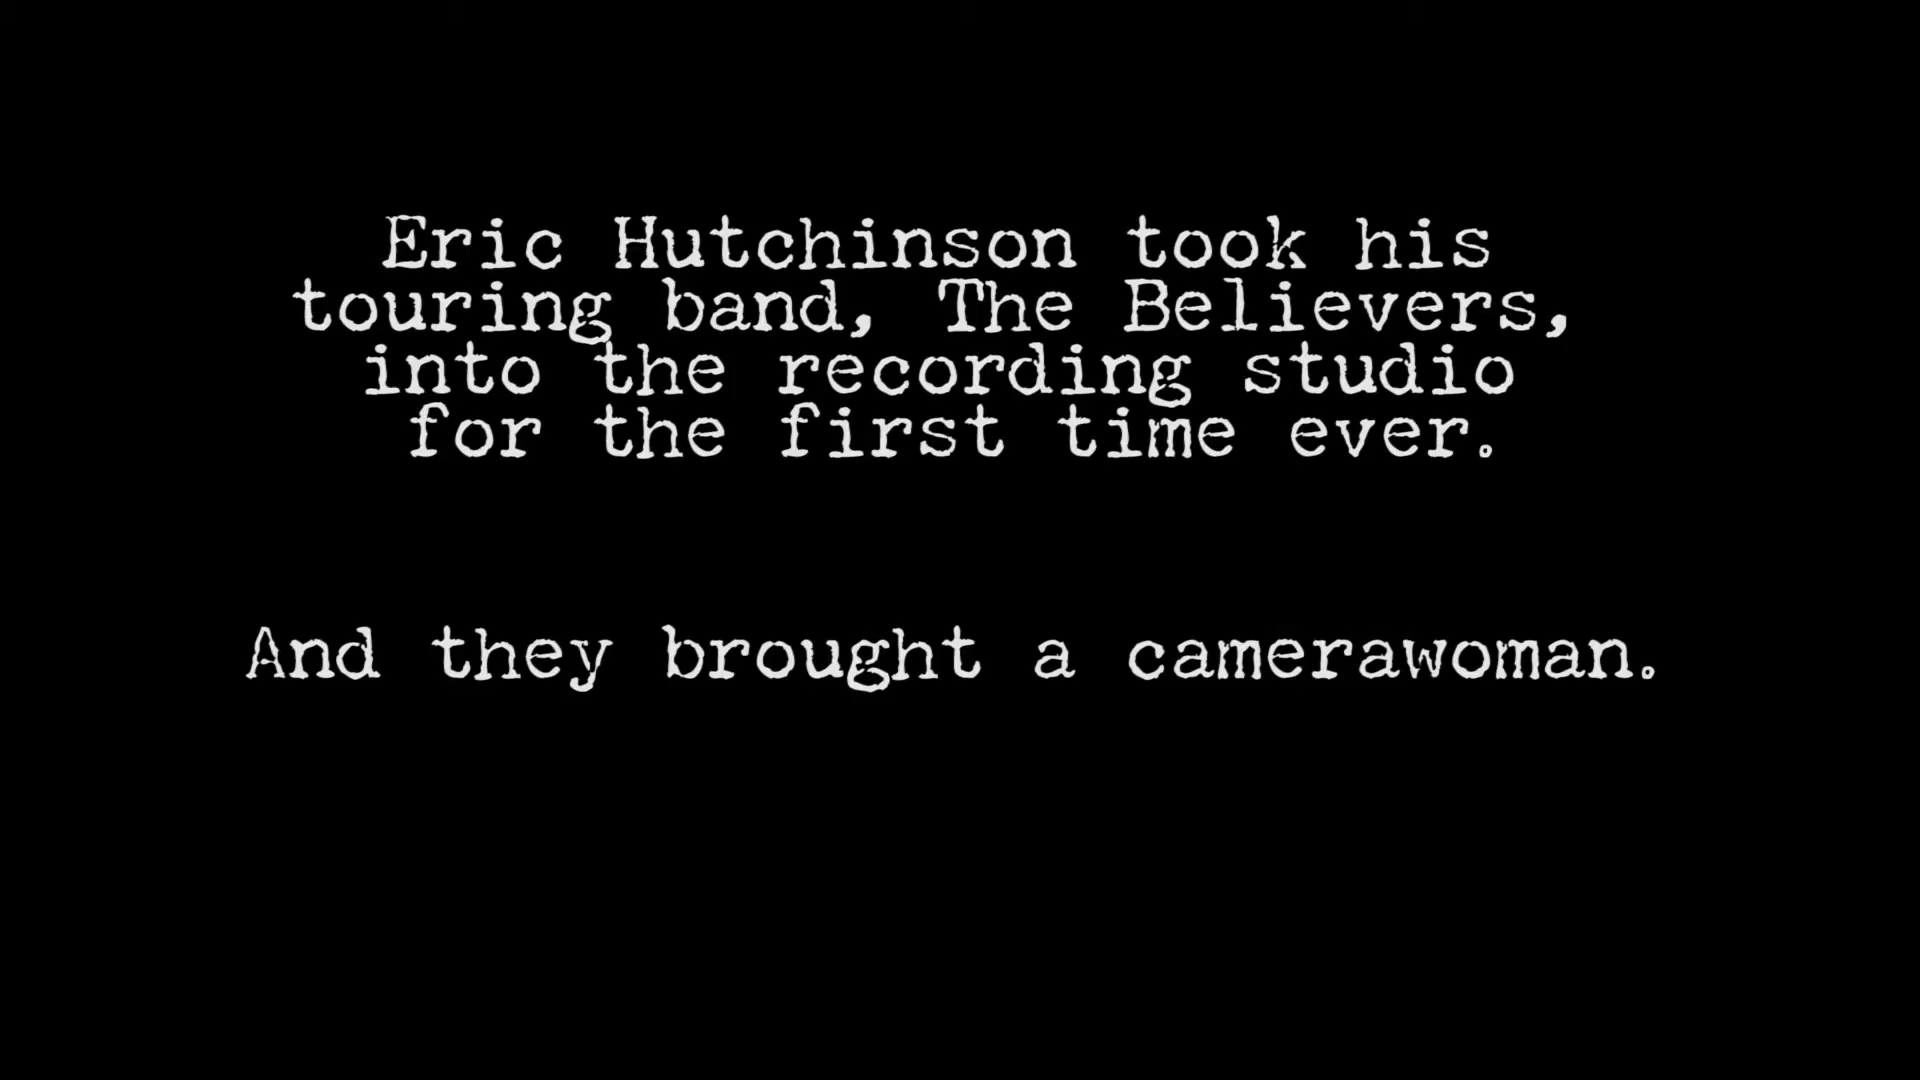 Eric Hutchinson took his
touring band, The Believers,
into the recording studio
for the first time ever.
And they brought a camerawoman.